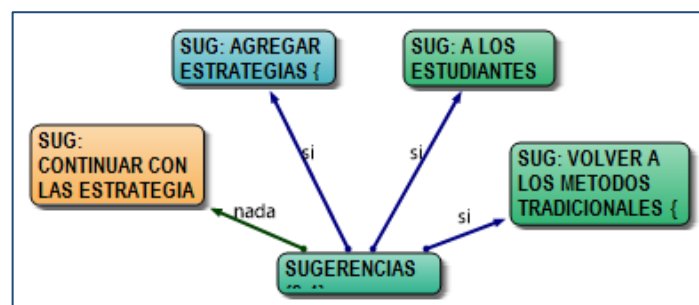 SUG: AGREGAR
ESTRATEGIAS {
SUG: A LOS
ESTUDIANTES
SUG:
CONTINUAR CON
LAS ESTRATEGIA
SUG: VOLVER A
LOS METODOS
TRADICIONALES {
si
si
nada
si
SUGERENCIAS